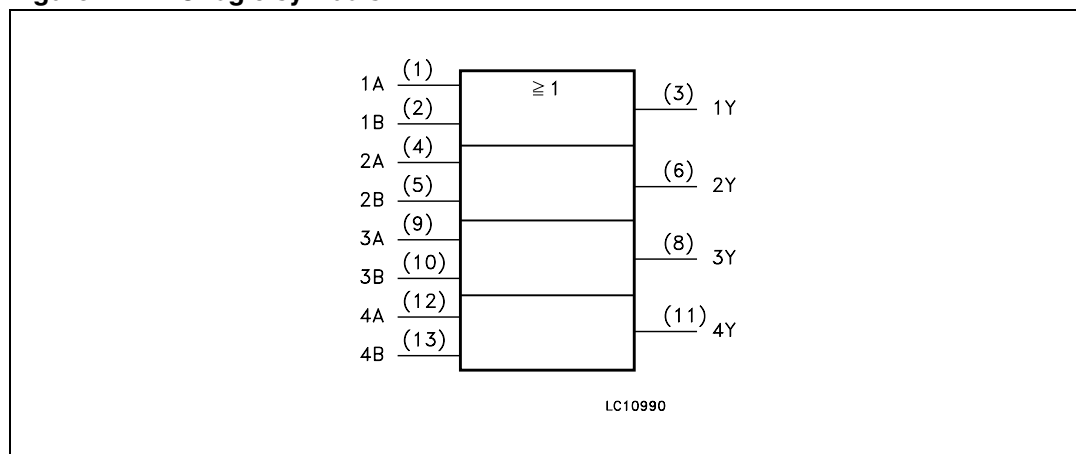 1A (1)
1B (2)
2A (4)
2B (5)
3A (9)
3B (10)
4A (12)
4B (13)
≧ 1
(3) 1Y
(6) 2Y
(8) 3Y
(11) 4Y
LC10990